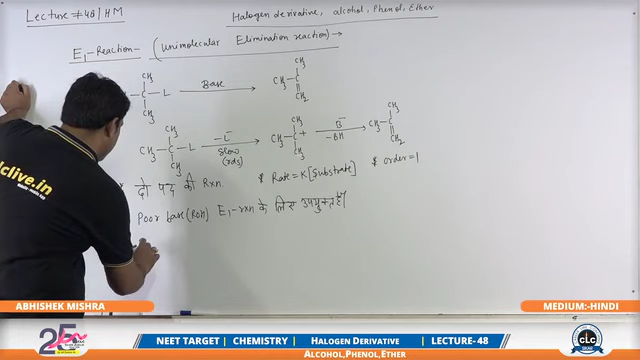 Lecture #48/HM
Halogen derivative, alcohol, Phenol, Ether
E₁-Reaction- (Unimolecular Elimination reaction)→
CH₃
-C-L
CH₃
Base
CH₃
CH₃-C
CH₂
CH₃
CH₃-C-L
CH₃
-L⁻
Slow
(rds)
CH₃
CH₃-C+
CH₃
B⁻
-BH
CH₃
CH₃-C
CH₂
दो पद की Rxn.
* Rate=K[Substrate]
* order=1
Poor base(ROH) E₁-rxn के लिए उपयुक्त है।
clclive.in
ABHISHEK MISHRA
MEDIUM:-HINDI
25
NEET TARGET | CHEMISTRY | HALOGEN DERIVATIVE | LECTURE-48
ALCOHOL,PHENOL,ETHER
CLC